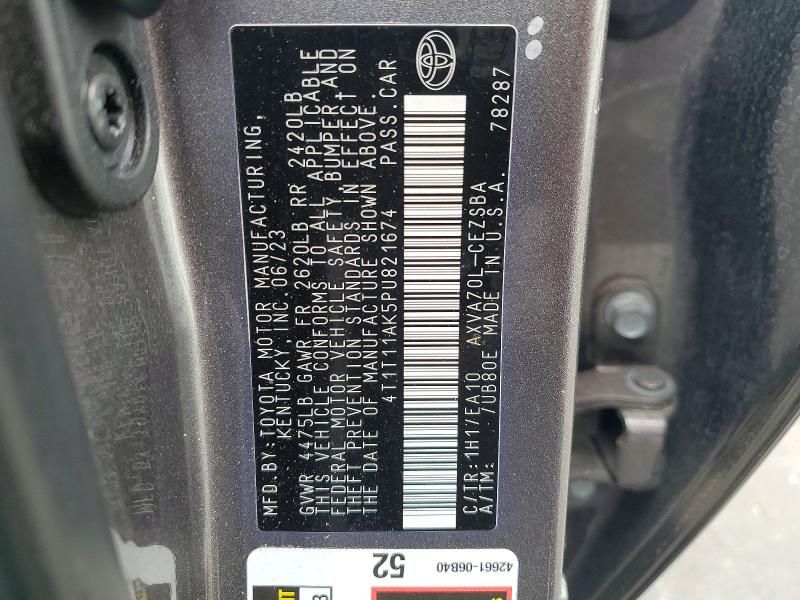 MFD.BY:TOYOTA MOTOR MANUFACTURING,
KENTUCKY, INC. 06/23
GVWR 4475LB GAWR FR 2620LB RR 2420LB
THIS VEHICLE CONFORMS TO ALL APPLICABLE
FEDERAL MOTOR VEHICLE SAFETY, BUMPER, AND
THEFT PREVENTION STANDARDS IN EFFECT ON
THE DATE OF MANUFACTURE SHOWN ABOVE.
4T1T11AK5PU821674 PASS CAR
C/TR:1H1/EA10 AXVA70L-CEZSBA
A/TM: /UB80E MADE IN U.S.A. 78287
52
42661-06B40